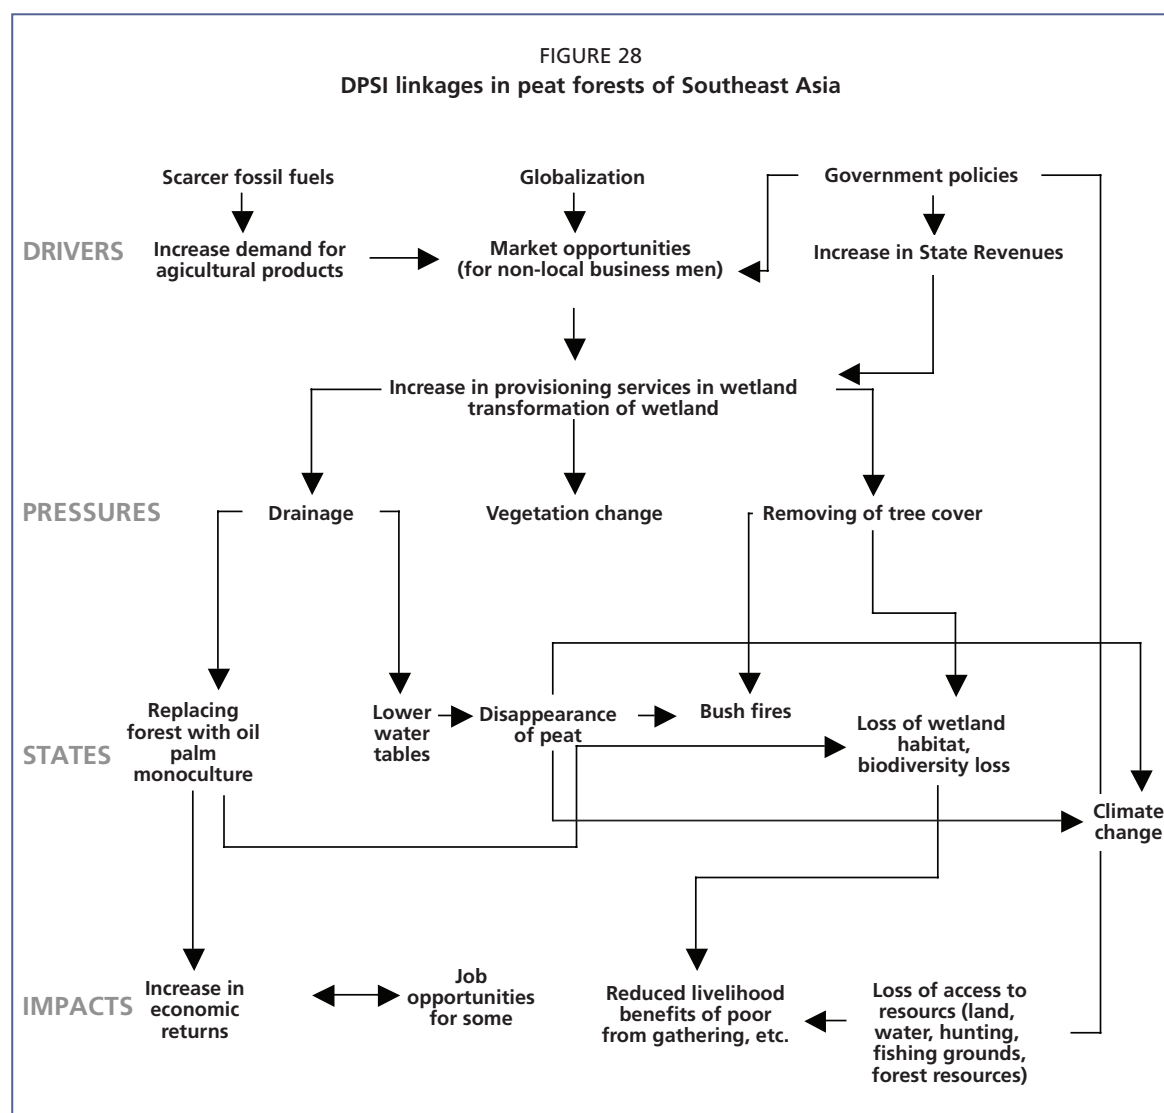 FIGURE 28
DPSI linkages in peat forests of Southeast Asia
Scarcer fossil fuels
Globalization
Government policies
DRIVERS
Increase demand for
agicultural products
Market opportunities
(for non-local business men)
Increase in State Revenues
Increase in provisioning services in wetland
transformation of wetland
PRESSURES
Drainage
Vegetation change
Removing of tree cover
STATES
Replacing
forest with oil
palm
monoculture
Lower
water
tables
Disappearance
of peat
Bush fires
Loss of wetland
habitat,
biodiversity loss
Climate
change
IMPACTS
Increase in
economic
returns
Job
opportunities
for some
Reduced livelihood
benefits of poor
from gathering, etc.
Loss of access to
resourcs (land,
water, hunting,
fishing grounds,
forest resources)